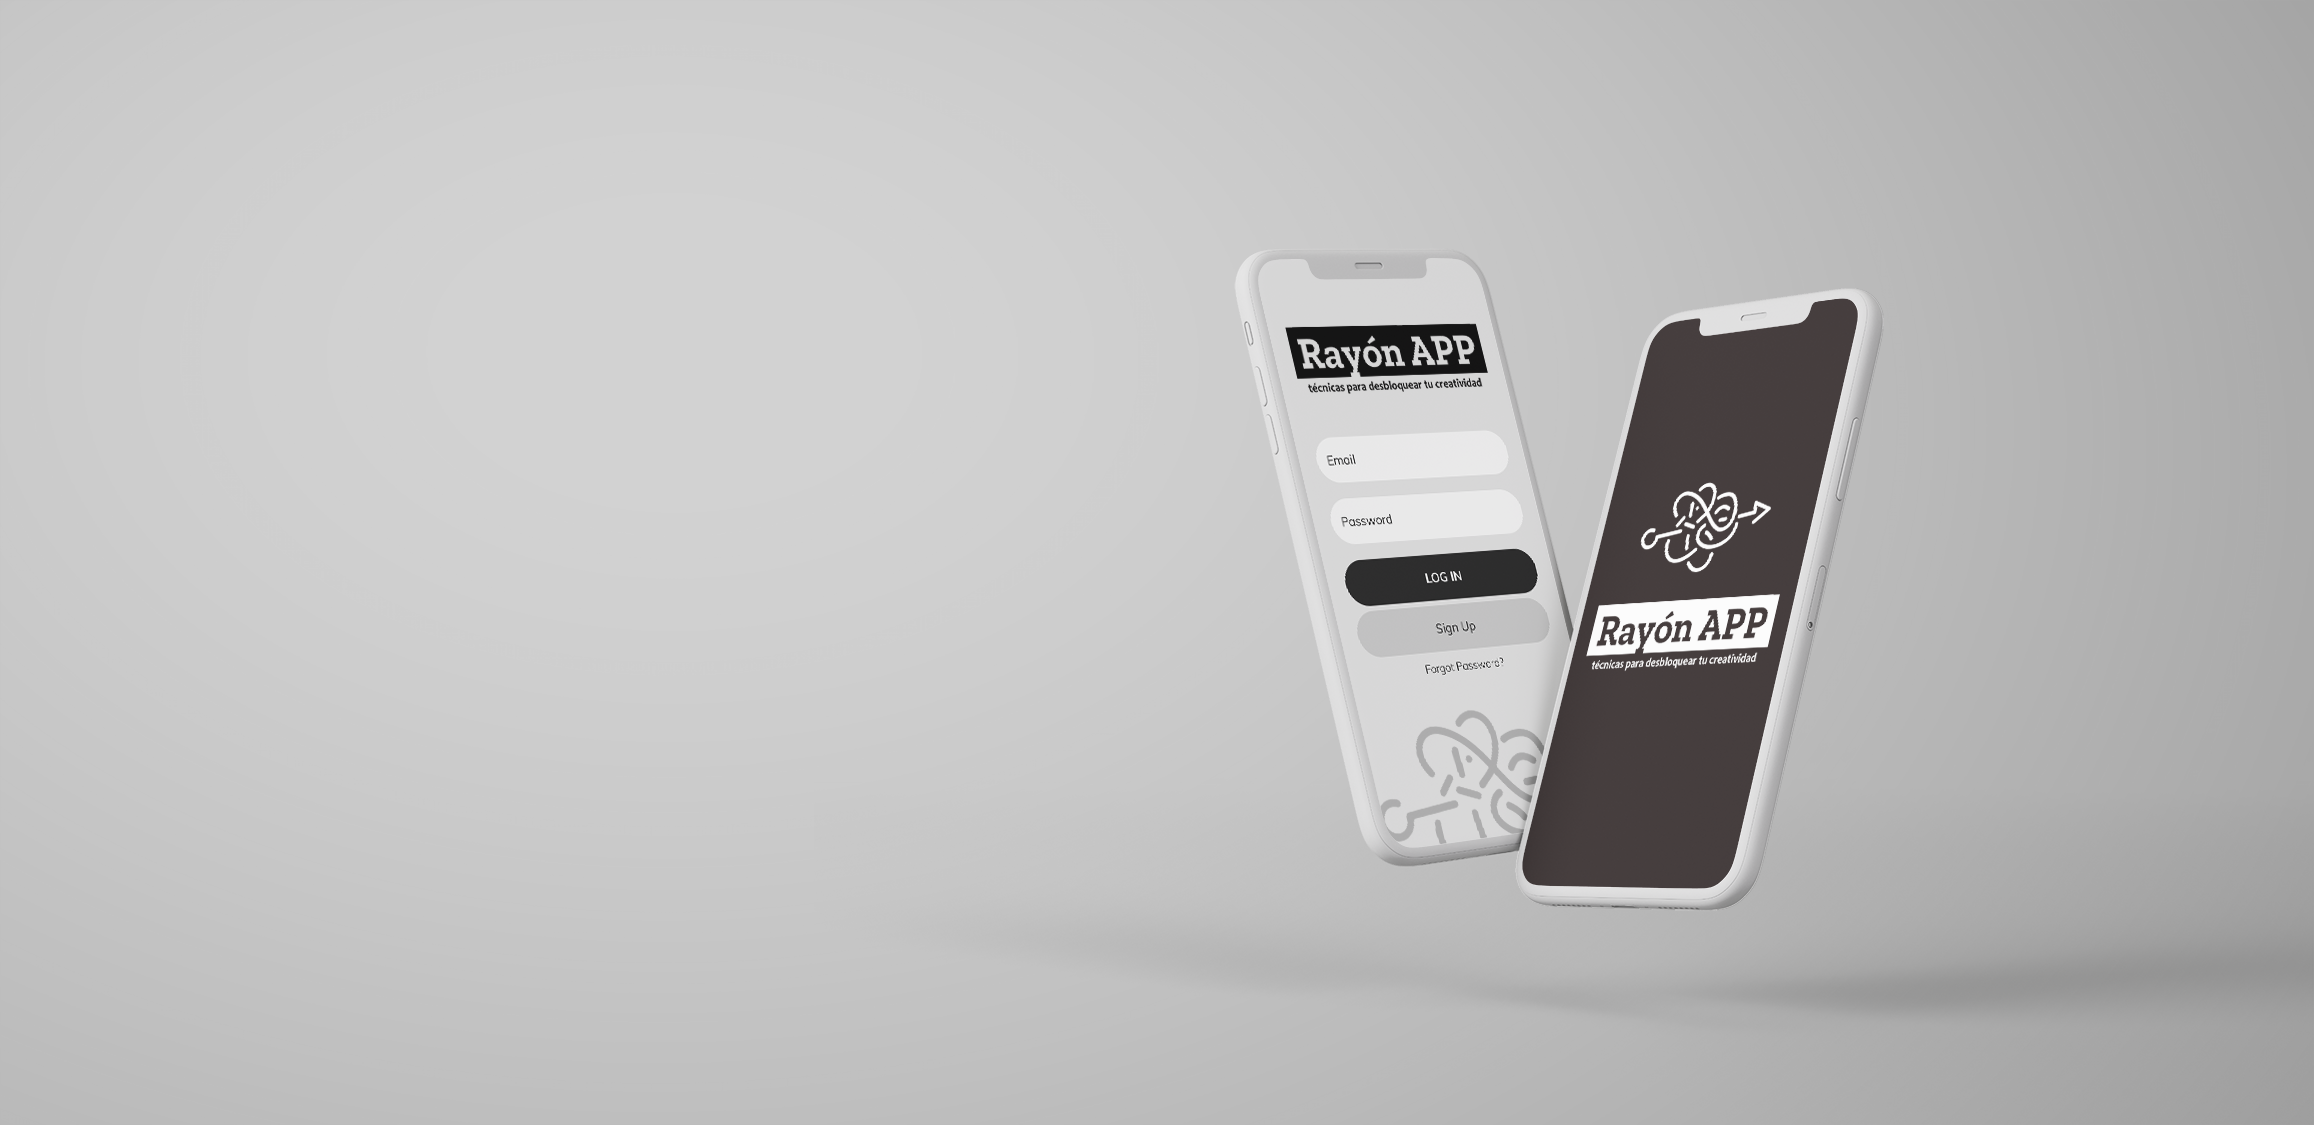 Rayón APP
técnicas para desbloquear tu creatividad
Email
Password
LOG IN
Sign Up
Forgot Password?
Rayón APP
técnicas para desbloquear tu creatividad